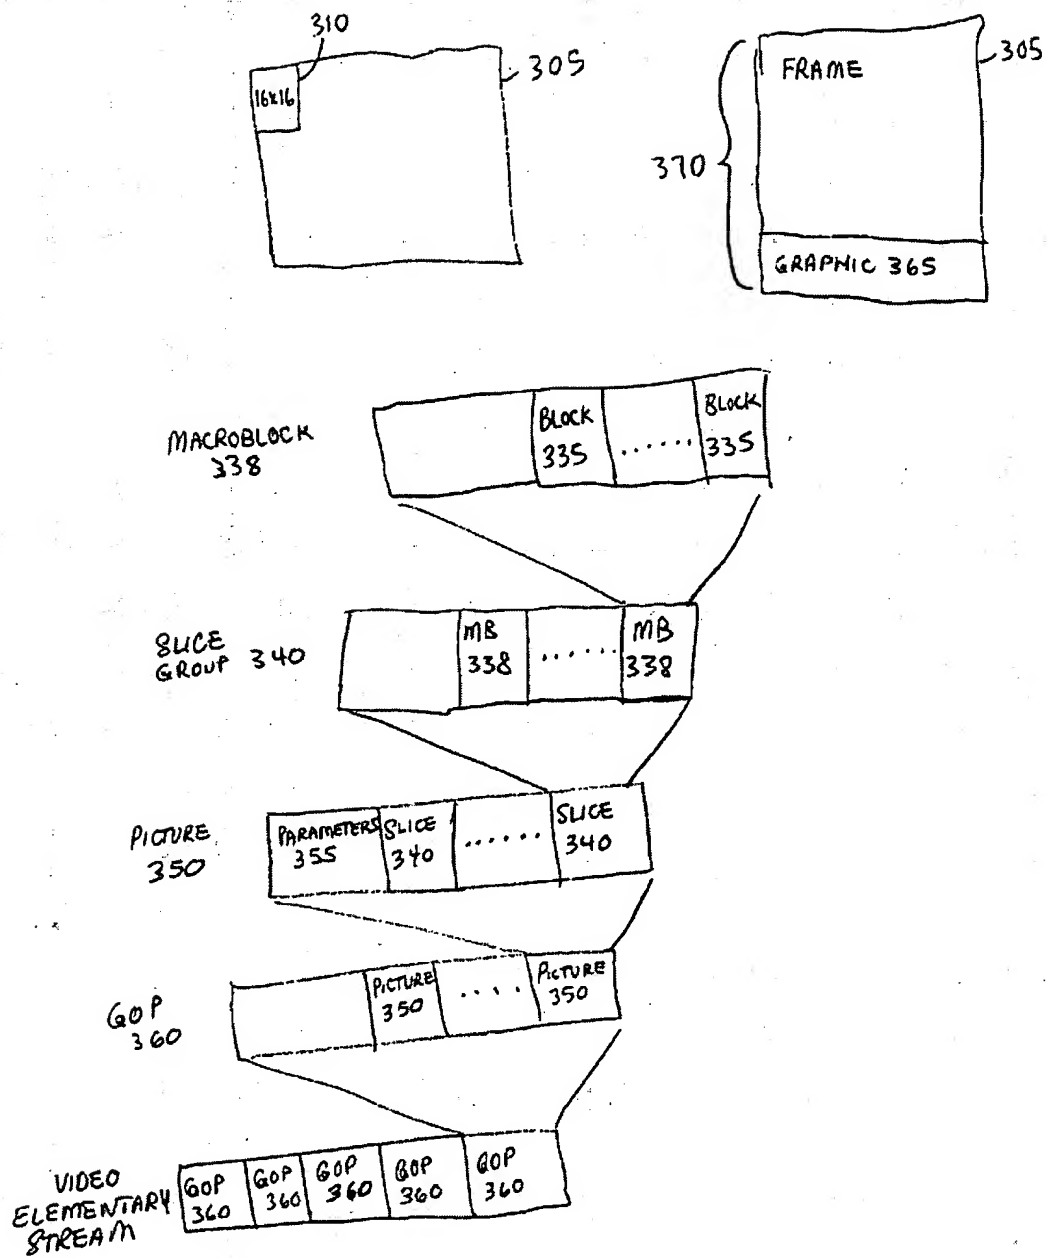 310
305
16x16
305
FRAME
370
GRAPHIC 365
MACROBLOCK
338
BLOCK
335
......
BLOCK
335
SLICE
GROUP 340
MB
338
......
MB
338
PICTURE
350
PARAMETERS
355
SLICE
340
......
SLICE
340
GOP
360
PICTURE
350
....
PICTURE
350
VIDEO
ELEMENTARY
STREAM
GOP
360
GOP
360
GOP
360
GOP
360
GOP
360